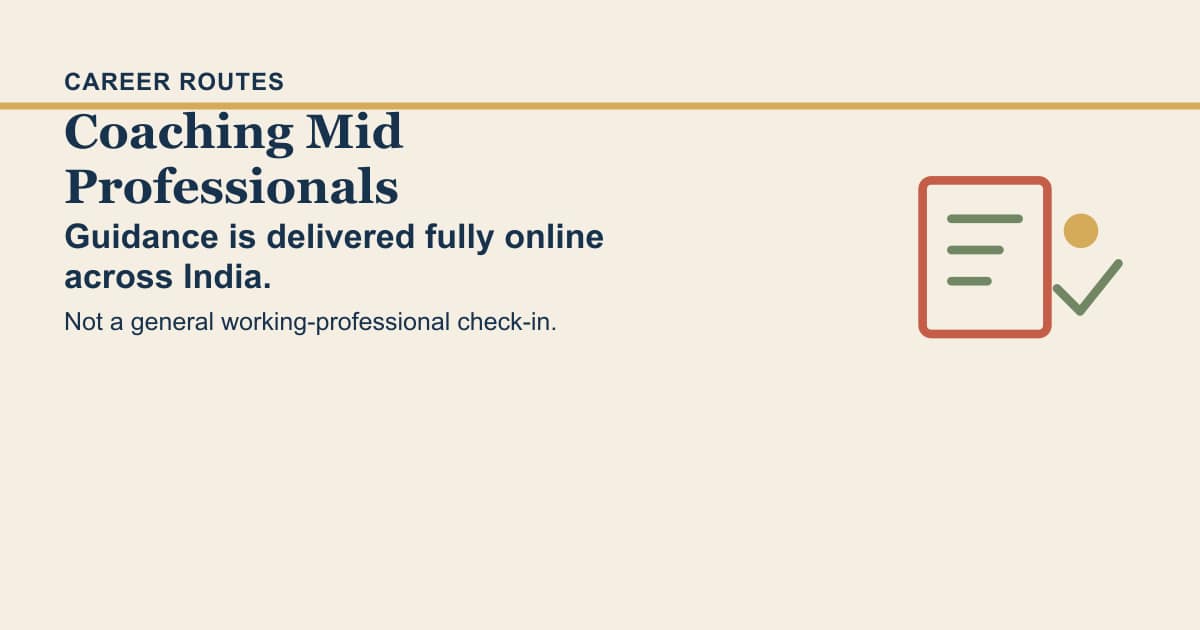 CAREER ROUTES
Coaching Mid
Professionals
Guidance is delivered fully online
across India.
Not a general working-professional check-in.